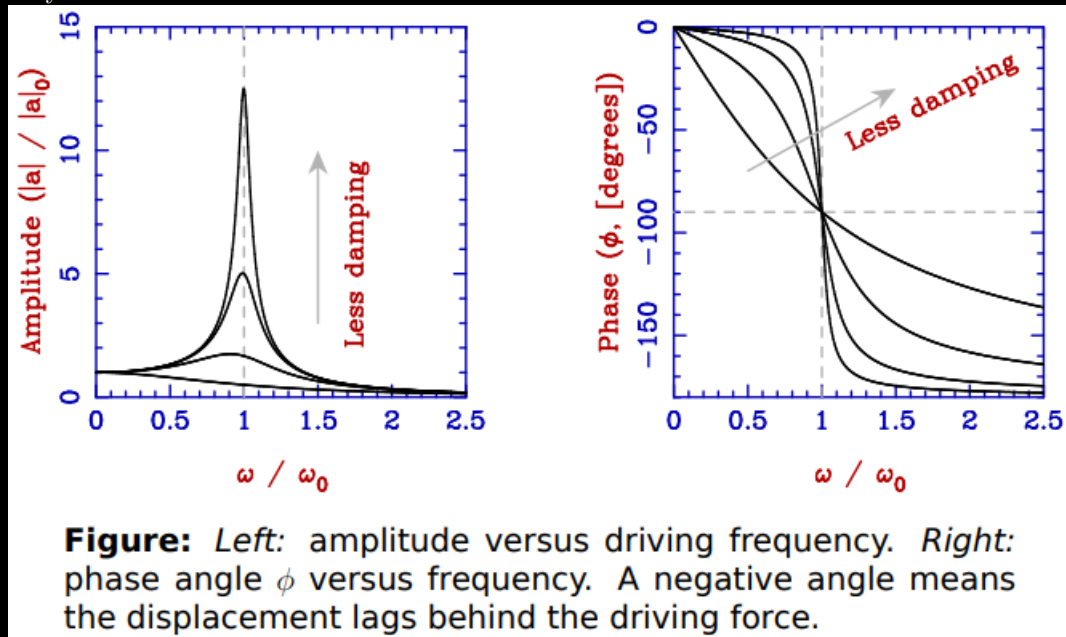 15
10
5
0
Amplitude (|a| / |a|₀)
Less damping
0 0.5 1 1.5 2 2.5
ω / ω₀
0
−50
−100
−150
Phase (ϕ, [degrees])
Less damping
0 0.5 1 1.5 2 2.5
ω / ω₀
Figure: Left: amplitude versus driving frequency. Right:
phase angle ϕ versus frequency. A negative angle means
the displacement lags behind the driving force.